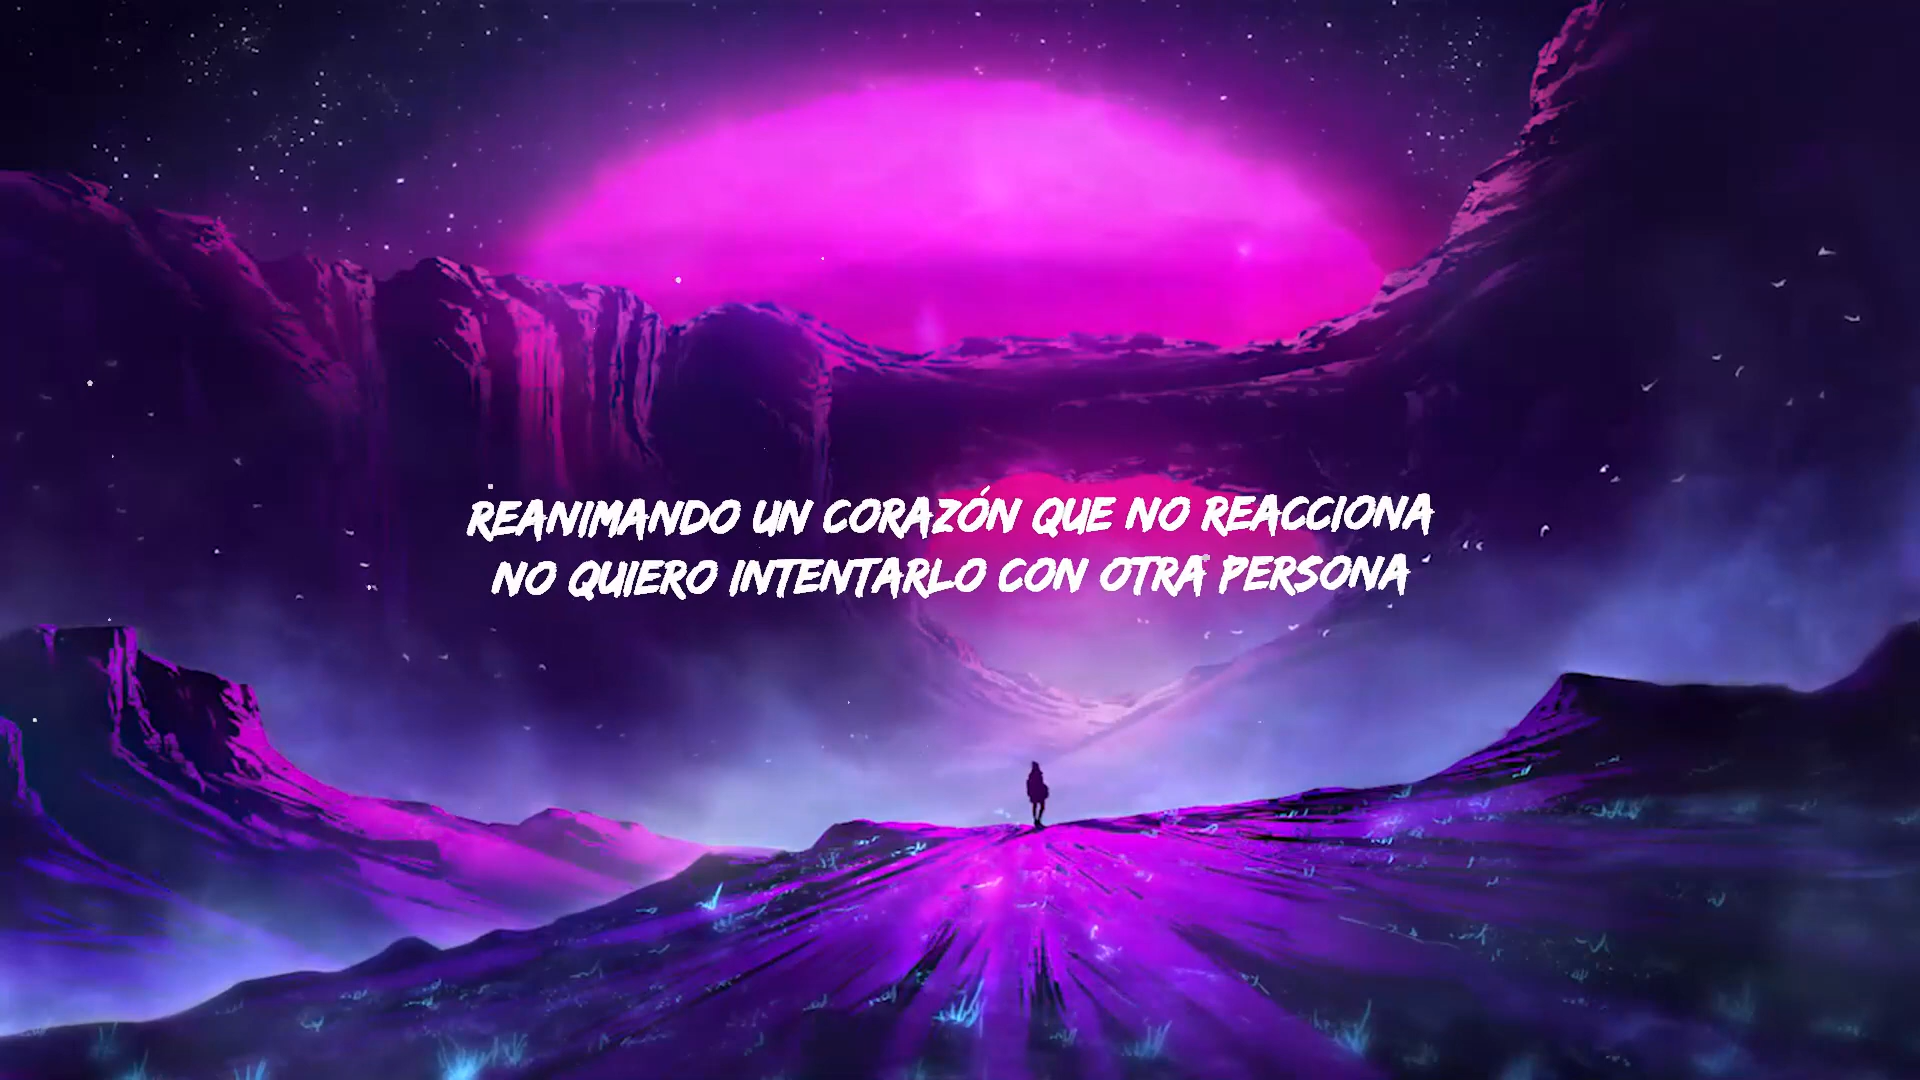 REANIMANDO UN CORAZÓN QUE NO REACCIONA
NO QUIERO INTENTARLO CON OTRA PERSONA